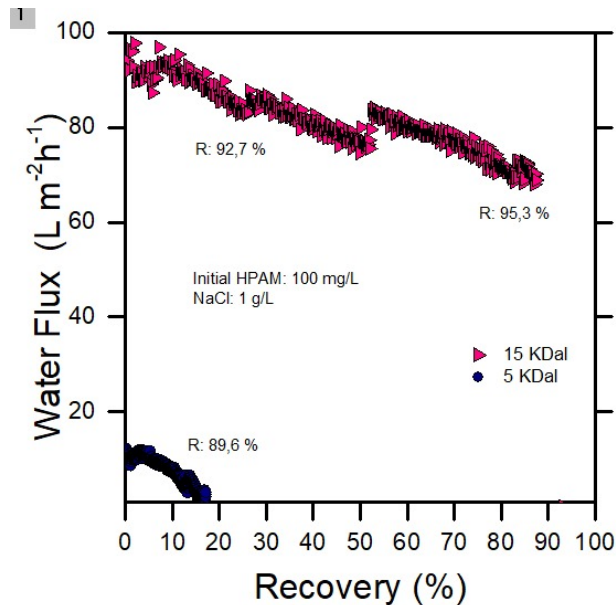 1
100
80
60
40
20
Water Flux (L m⁻²h⁻¹)
R: 92,7 %
R: 95,3 %
Initial HPAM: 100 mg/L
NaCl: 1 g/L
15 KDal
5 KDal
R: 89,6 %
0 10 20 30 40 50 60 70 80 90 100
Recovery (%)